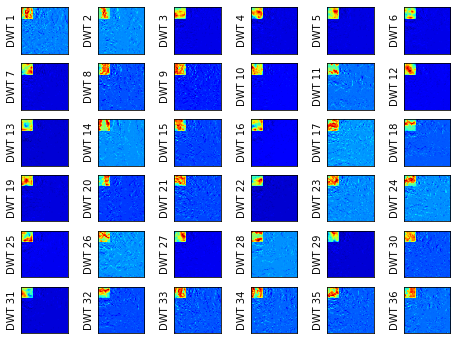 DWT 1 DWT 2 DWT 3 DWT 4 DWT 5 DWT 6
DWT 7 DWT 8 DWT 9 DWT 10 DWT 11 DWT 12
DWT 13 DWT 14 DWT 15 DWT 16 DWT 17 DWT 18
DWT 19 DWT 20 DWT 21 DWT 22 DWT 23 DWT 24
DWT 25 DWT 26 DWT 27 DWT 28 DWT 29 DWT 30
DWT 31 DWT 32 DWT 33 DWT 34 DWT 35 DWT 36